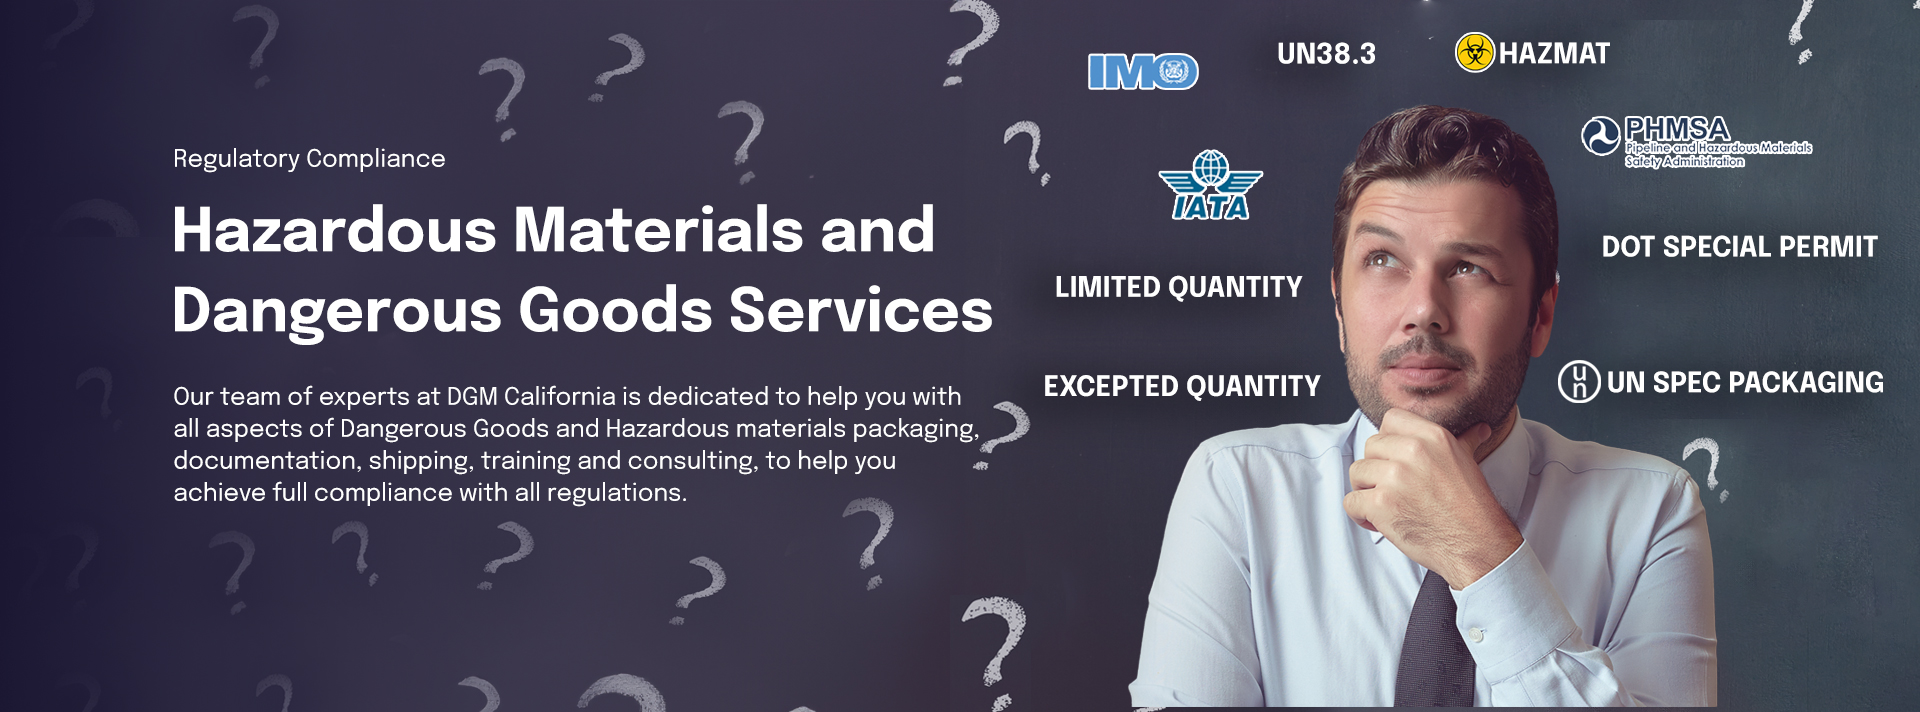 Regulatory Compliance
Hazardous Materials and
Dangerous Goods Services
Our team of experts at DGM California is dedicated to help you with
all aspects of Dangerous Goods and Hazardous materials packaging,
documentation, shipping, training and consulting, to help you
achieve full compliance with all regulations.
IMO
UN38.3
HAZMAT
PHMSA
Pipeline and Hazardous Materials
Safety Administration
IATA
DOT SPECIAL PERMIT
LIMITED QUANTITY
EXCEPTED QUANTITY
un UN SPEC PACKAGING